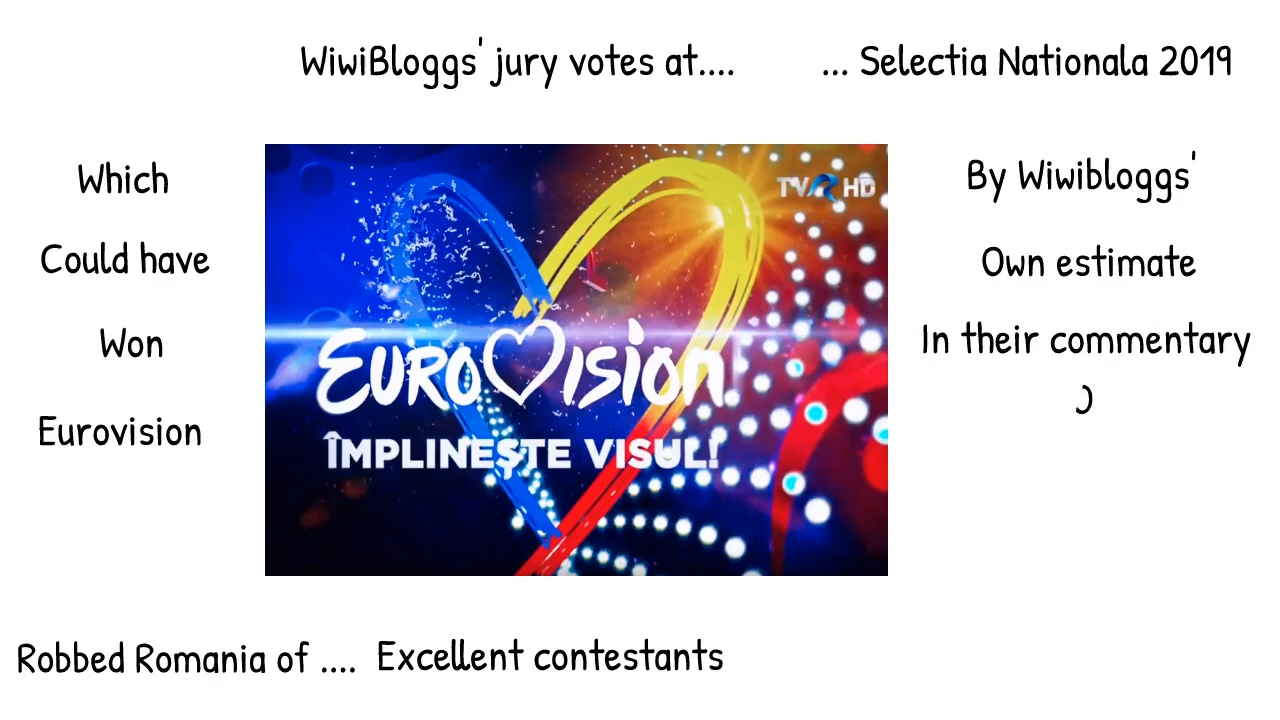 WiwiBloggs' jury votes at.... ... Selectia Nationala 2019
Which
Could have
Won
Eurovision
TVR HD
EUROVISION
ÎMPLINEȘTE VISUL!
By Wiwibloggs'
Own estimate
In their commentary
Robbed Romania of .... Excellent contestants